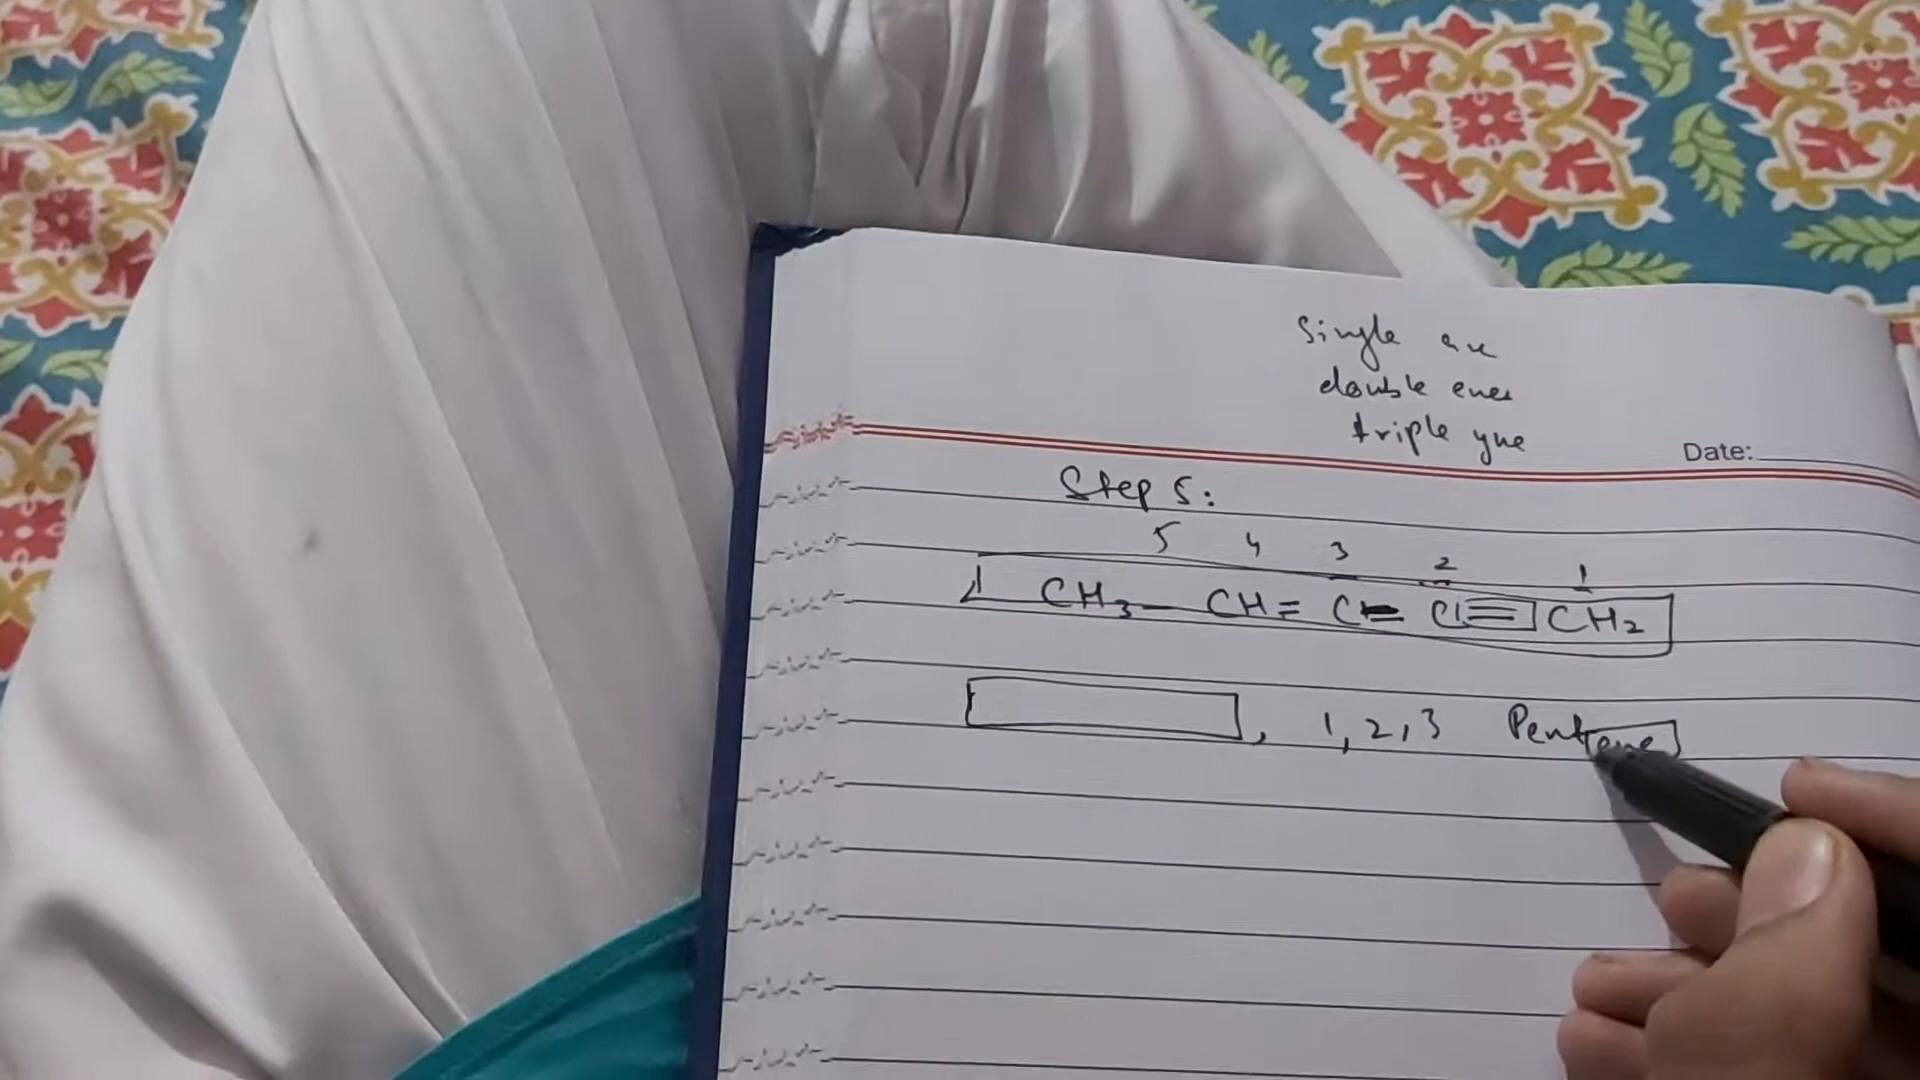 Single ane
double enes
triple yne
Date:
Step 5:
5 4 3 2 1
CH3 - CH = C = C ≡ CH2
, 1,2,3 Pentene